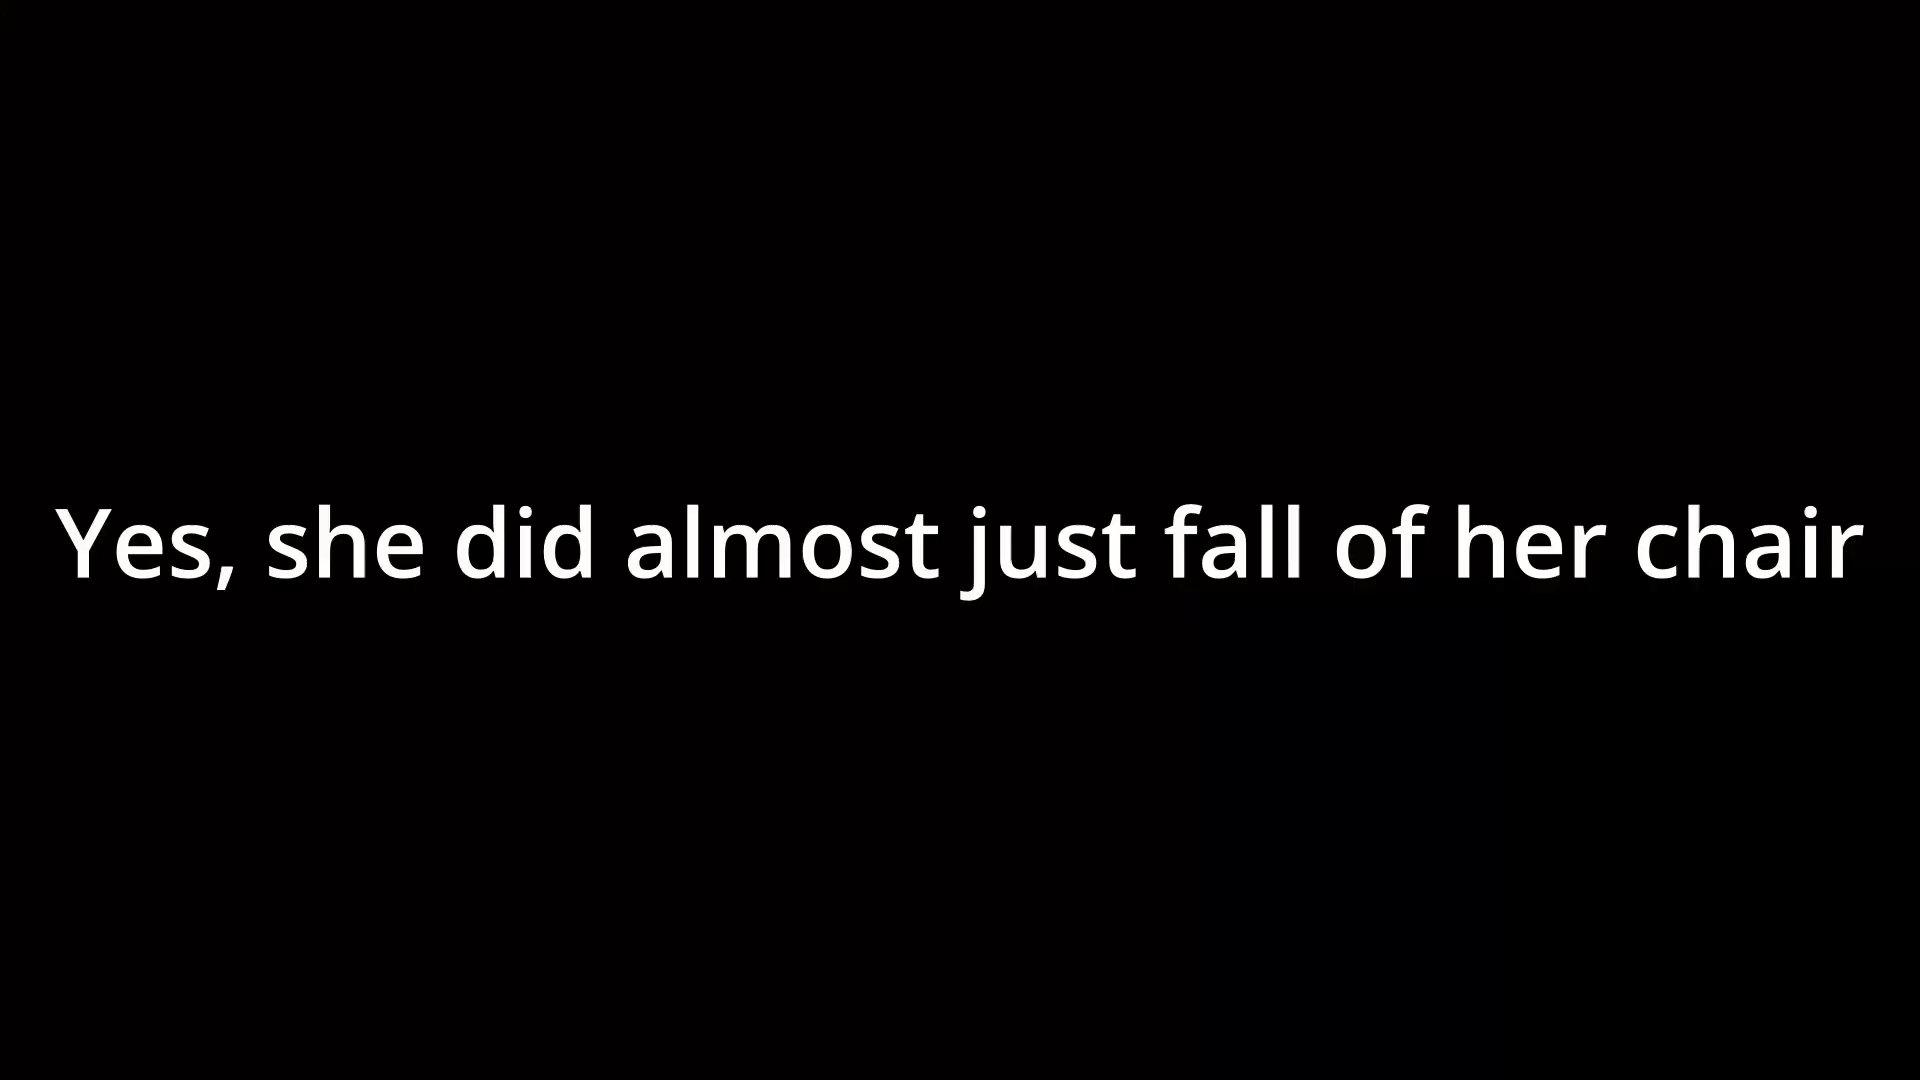 Yes, she did almost just fall of her chair